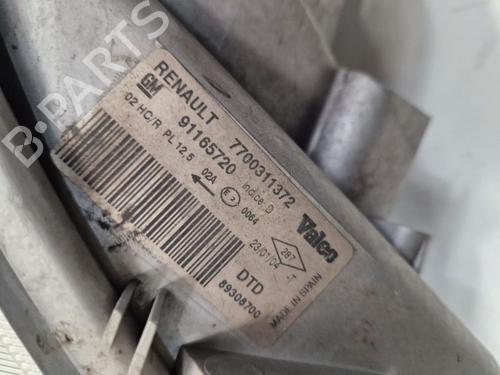 RENAULT 7700311372
GM 91165720 Indice: D
02 HC/R PL 12,5 02A E2 0064
Valeo
23/01/04 287
DTD
89308700
MADE IN SPAIN
B-PARTS